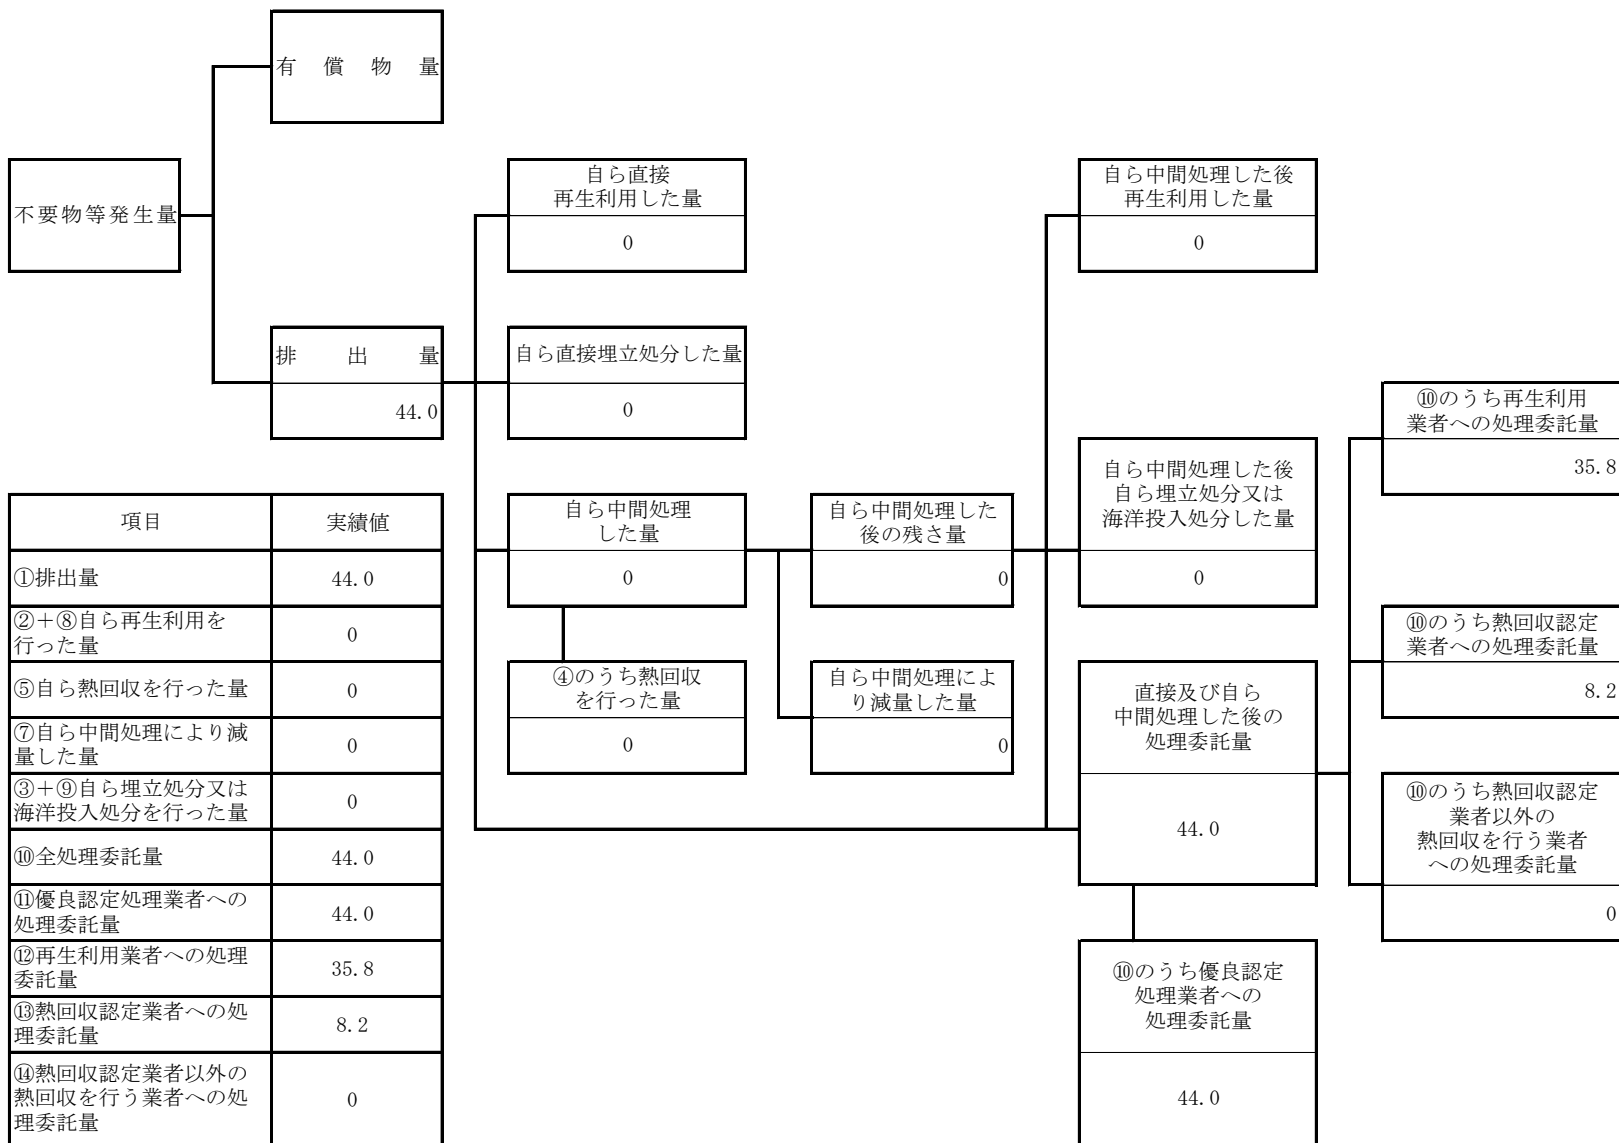 有償物量
不要物等発生量
排出量
44.0
自ら直接
再生利用した量
0
自ら直接埋立処分した量
0
自ら中間処理
した量
0
④のうち熱回収
を行った量
0
自ら中間処理した
後の残さ量
0
自ら中間処理によ
り減量した量
0
自ら中間処理した後
再生利用した量
0
自ら中間処理した後
自ら埋立処分又は
海洋投入処分した量
0
直接及び自ら
中間処理した後の
処理委託量
44.0
⑩のうち優良認定
処理業者への
処理委託量
44.0
⑩のうち再生利用
業者への処理委託量
35.8
⑩のうち熱回収認定
業者への処理委託量
8.2
⑩のうち熱回収認定
業者以外の
熱回収を行う業者
への処理委託量
0
項目 実績値
①排出量 44.0
②＋⑧自ら再生利用を
行った量 0
⑤自ら熱回収を行った量 0
⑦自ら中間処理により減
量した量 0
③＋⑨自ら埋立処分又は
海洋投入処分を行った量 0
⑩全処理委託量 44.0
⑪優良認定処理業者への
処理委託量 44.0
⑫再生利用業者への処理
委託量 35.8
⑬熱回収認定業者への処
理委託量 8.2
⑭熱回収認定業者以外の
熱回収を行う業者への処
理委託量 0